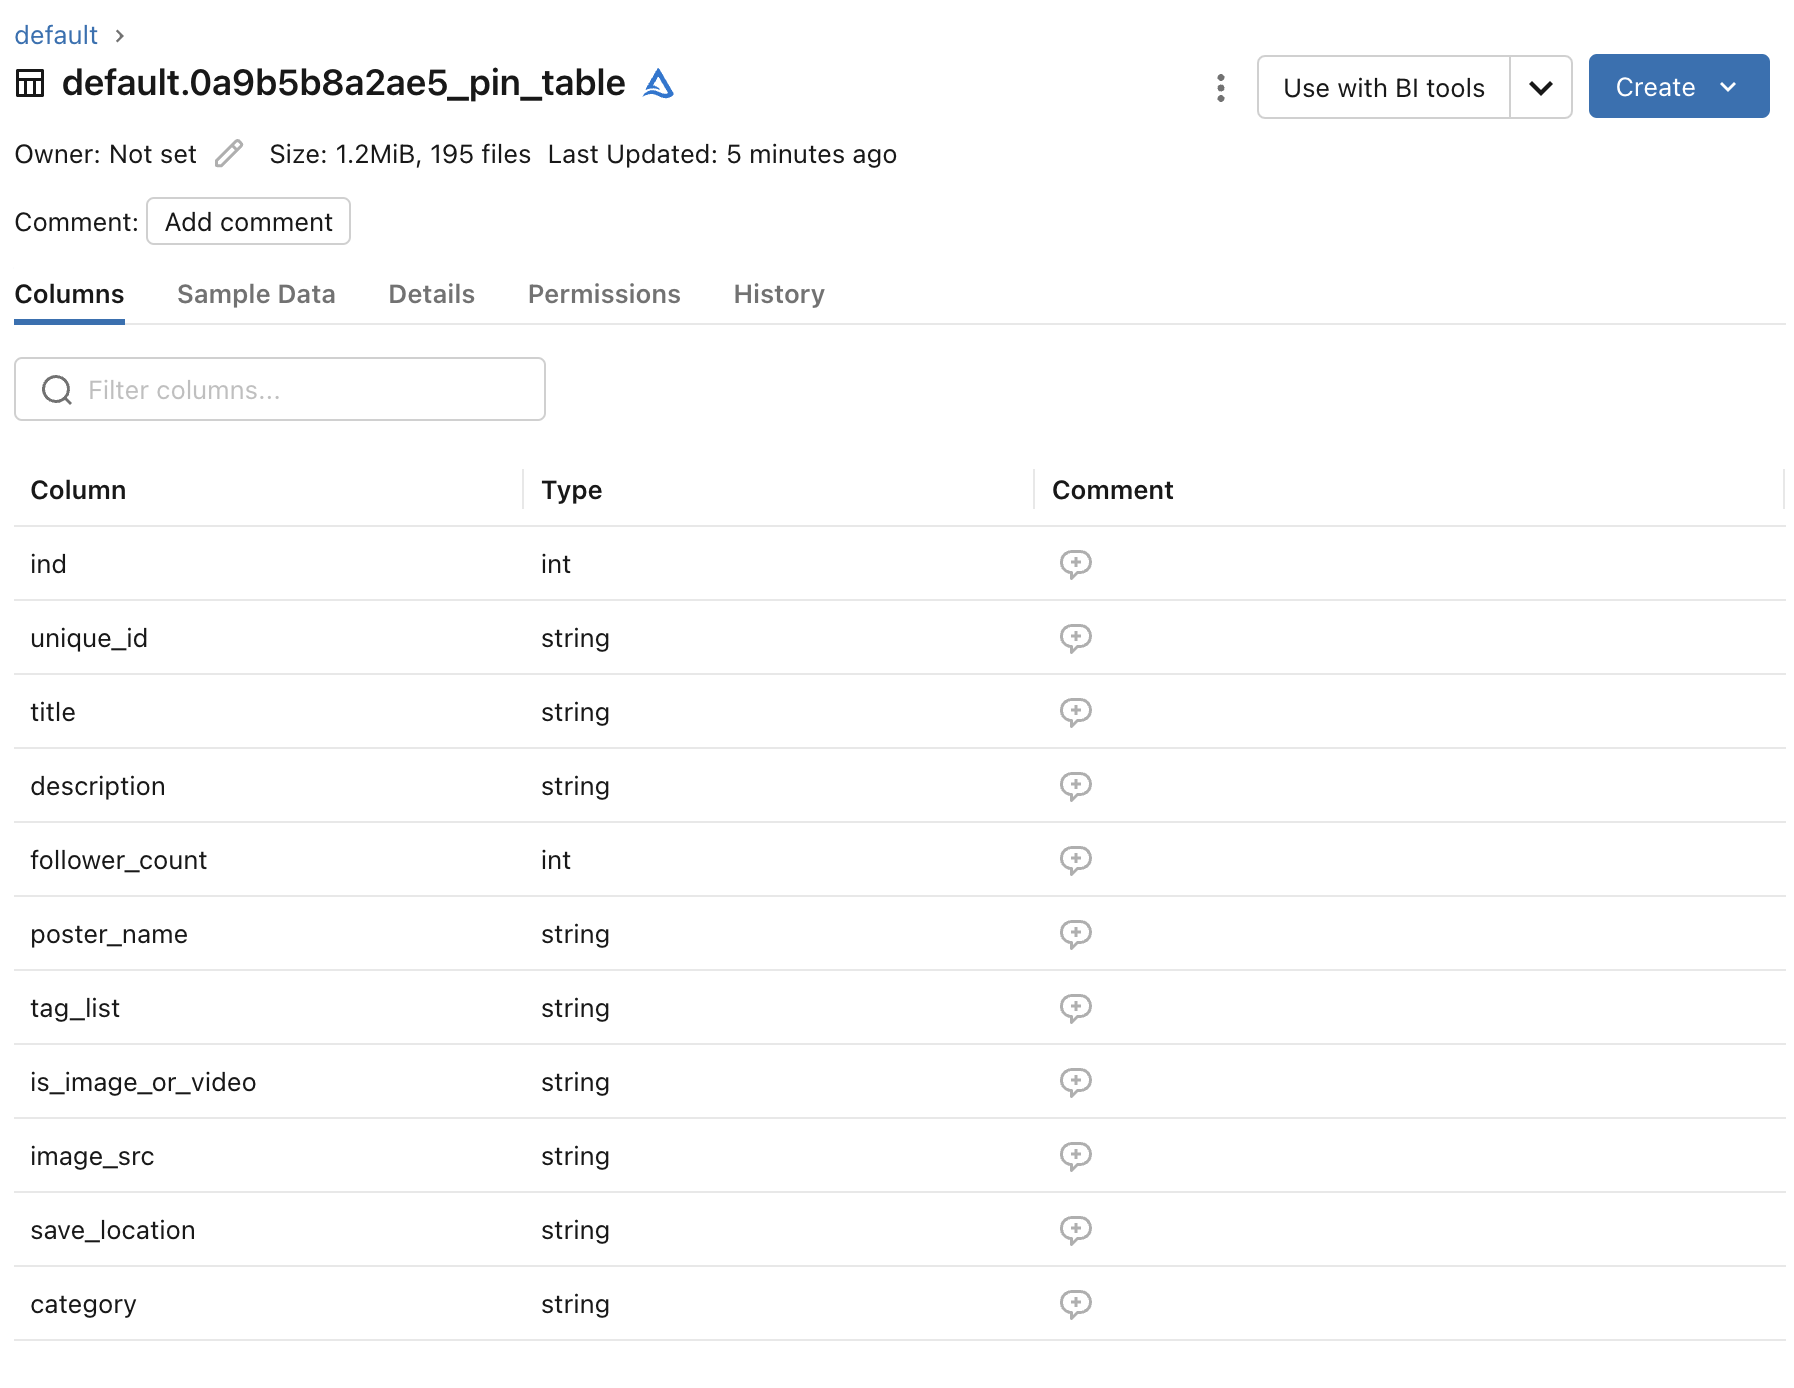 default
default.0a9b5b8a2ae5_pin_table
Use with BI tools
Create
Owner: Not set Size: 1.2MiB, 195 files Last Updated: 5 minutes ago
Comment: Add comment
Columns Sample Data Details Permissions History
Filter columns...
Column Type Comment
ind int
unique_id string
title string
description string
follower_count int
poster_name string
tag_list string
is_image_or_video string
image_src string
save_location string
category string